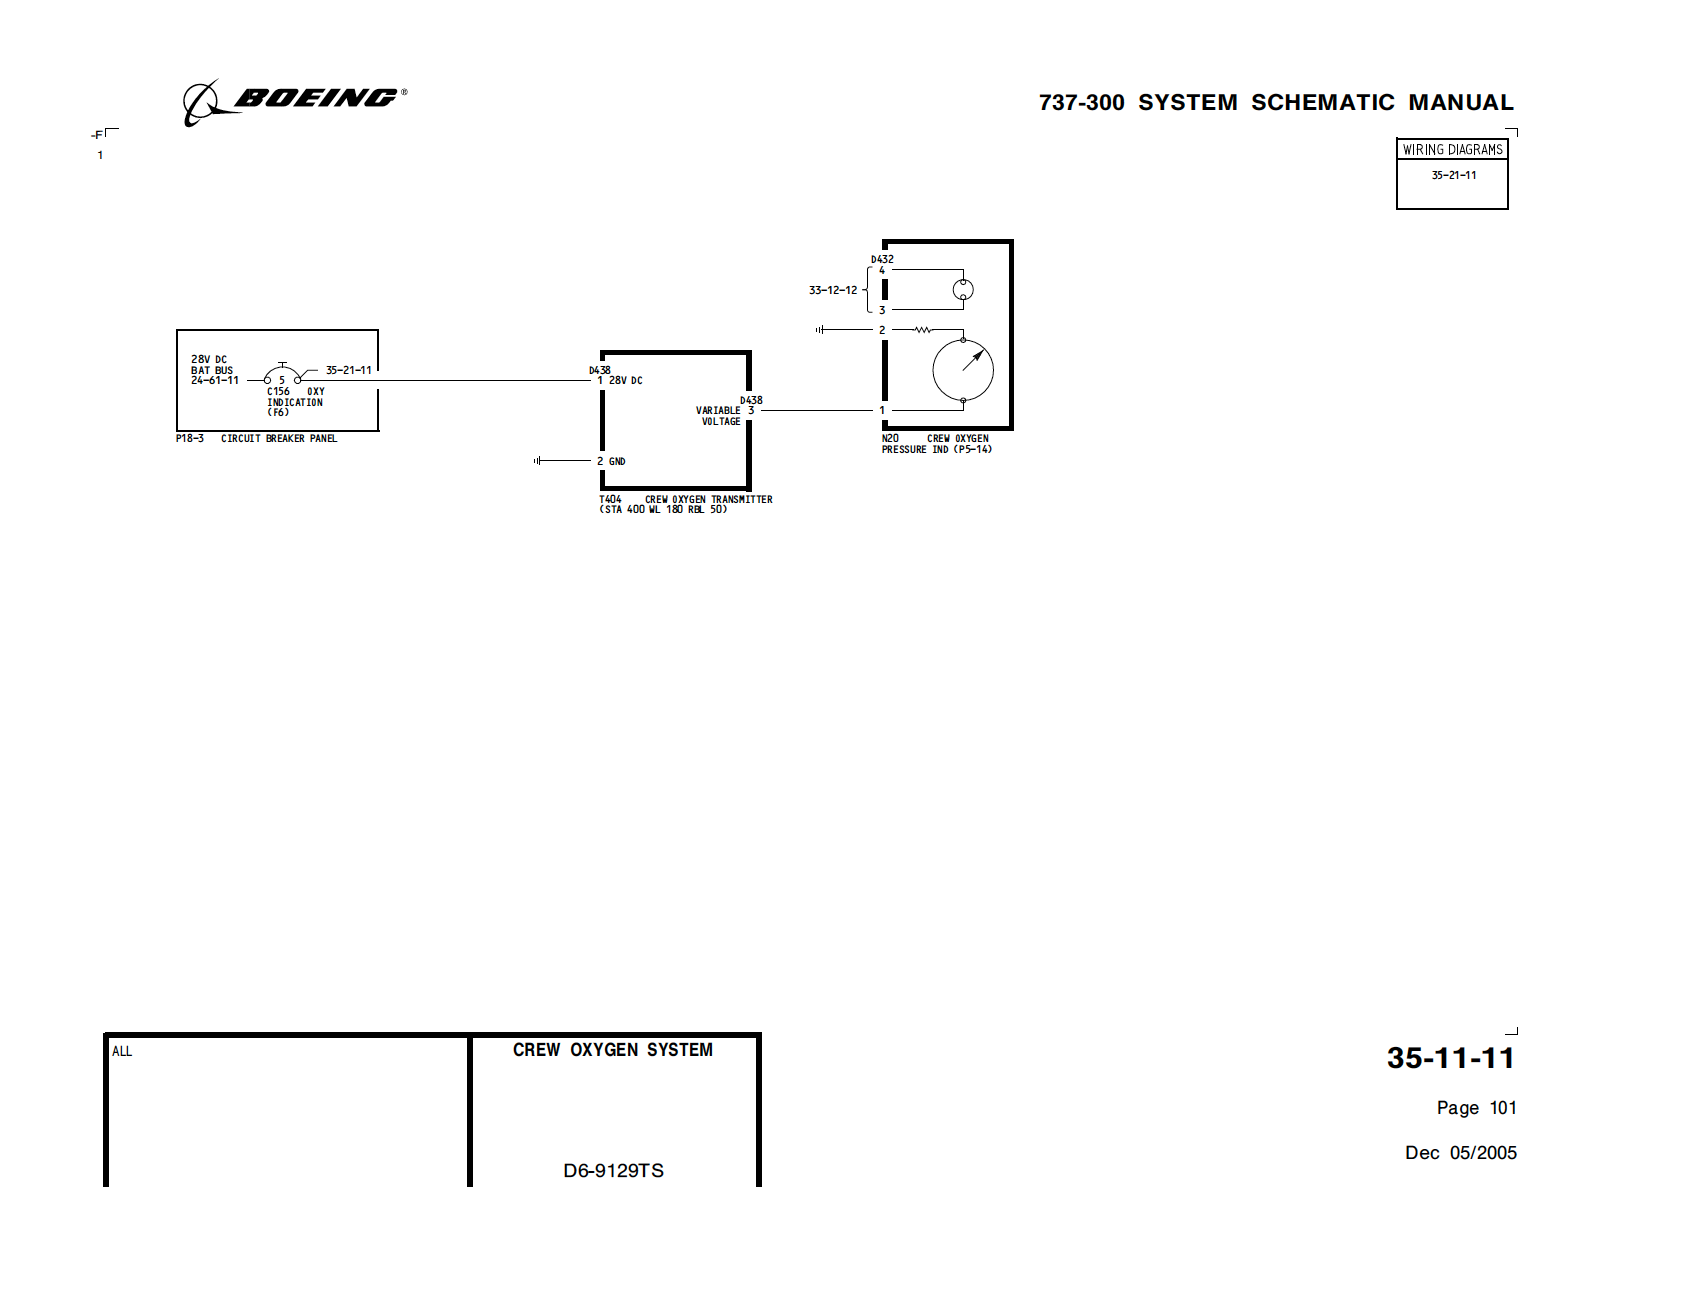 BOEING®
737-300 SYSTEM SCHEMATIC MANUAL
-F
1
WIRING DIAGRAMS
35-21-11
D432
4
33-12-12
3
2
1
N20 CREW OXYGEN
PRESSURE IND (P5-14)
28V DC
BAT BUS
24-61-11
5
35-21-11
C156 OXY
INDICATION
(F6)
P18-3 CIRCUIT BREAKER PANEL
D438
1 28V DC
D438
VARIABLE 3
VOLTAGE
2 GND
T404 CREW OXYGEN TRANSMITTER
(STA 400 WL 180 RBL 50)
ALL
CREW OXYGEN SYSTEM
D6-9129TS
35-11-11
Page 101
Dec 05/2005